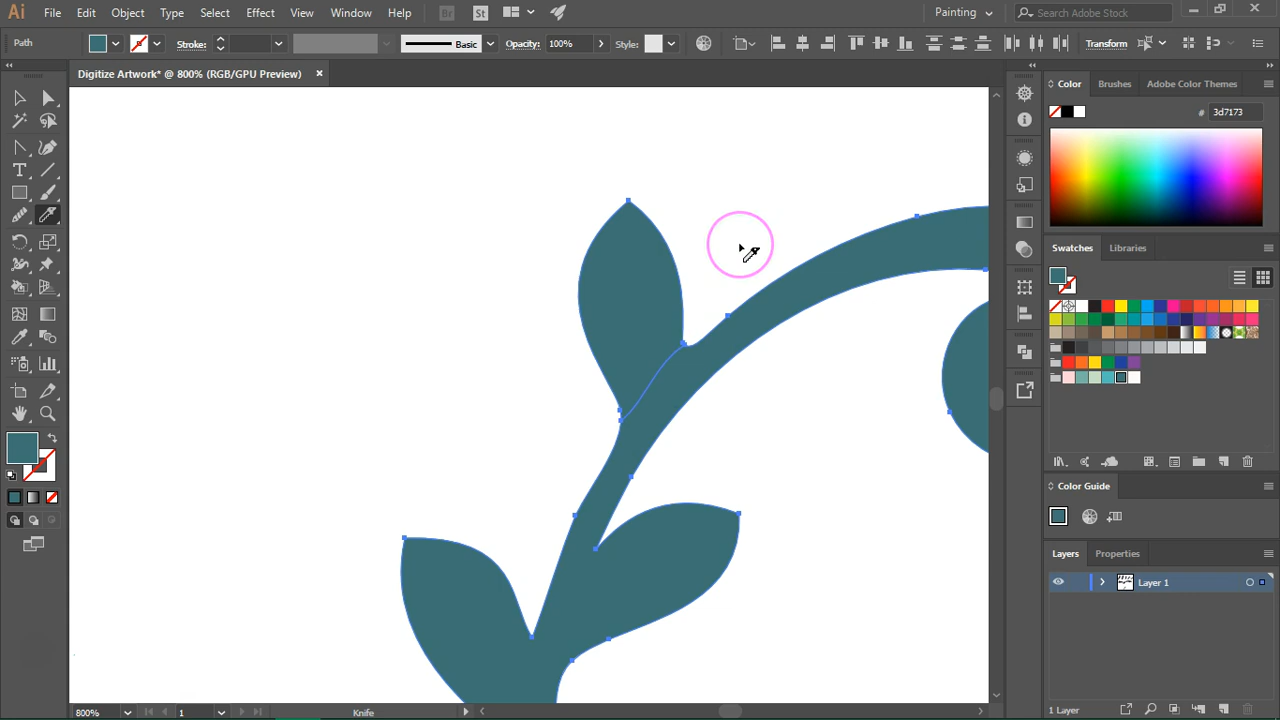 Ai File Edit Object Type Select Effect View Window Help Br St Painting Search Adobe Stock
Path Stroke: Basic Opacity: 100% Style: Transform
Digitize Artwork* @ 800% (RGB/GPU Preview)
Color Brushes Adobe Color Themes
# 3d7173
Swatches Libraries
Color Guide
Layers Properties
Layer 1
1 Layer
800% 1 Knife